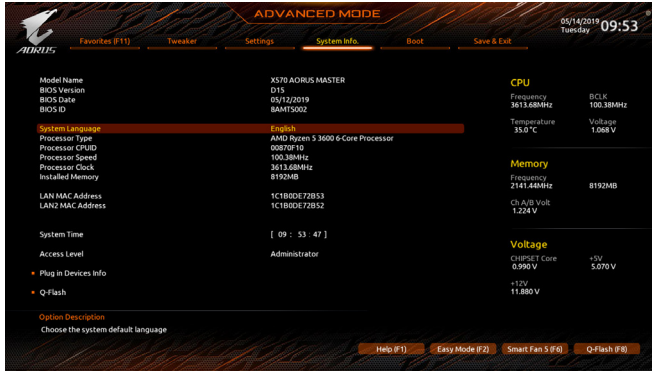 ADVANCED MODE
05/14/2019 Tuesday 09:53
AORUS
Favorites (F11) Tweaker Settings System Info. Boot Save & Exit
Model Name X570 AORUS MASTER
BIOS Version D15
BIOS Date 05/12/2019
BIOS ID 8AMTS002
System Language English
Processor Type AMD Ryzen 5 3600 6-Core Processor
Processor CPUID 00870F10
Processor Speed 100.38MHz
Processor Clock 3613.68MHz
Installed Memory 8192MB
LAN MAC Address 1C1B0DE72B53
LAN2 MAC Address 1C1B0DE72B52
System Time [ 09 : 53 : 47 ]
Access Level Administrator
Plug in Devices Info
Q-Flash
Option Description
Choose the system default language
CPU
Frequency BCLK
3613.68MHz 100.38MHz
Temperature Voltage
35.0 °C 1.068 V
Memory
Frequency
2141.44MHz 8192MB
Ch A/B Volt
1.224 V
Voltage
CHIPSET Core +5V
0.990 V 5.070 V
+12V
11.880 V
Help (F1) Easy Mode (F2) Smart Fan 5 (F6) Q-Flash (F8)